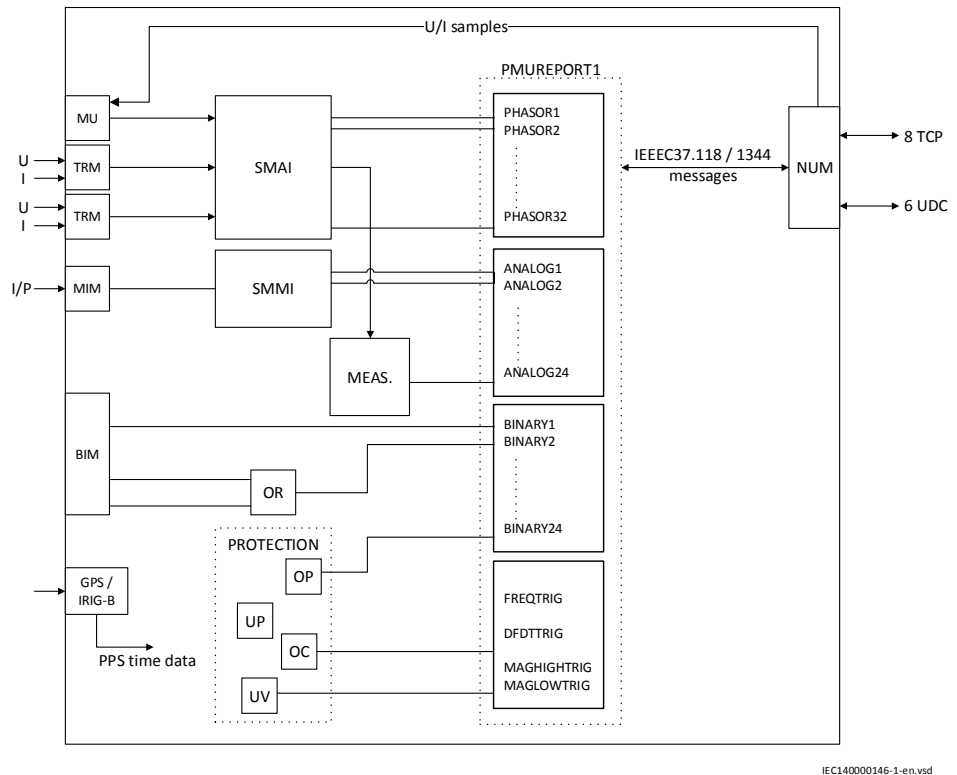 U/I samples
PMUREPORT1
MU
PHASOR1
PHASOR2
U
I
TRM
SMAI
IEEEC37.118 / 1344
messages
NUM
8 TCP
U
I
TRM
PHASOR32
6 UDC
I/P
MIM
SMMI
ANALOG1
ANALOG2
MEAS.
ANALOG24
BIM
BINARY1
BINARY2
OR
BINARY24
PROTECTION
OP
GPS /
IRIG-B
FREQTRIG
UP
DFDTTRIG
OC
PPS time data
MAGHIGHTRIG
MAGLOWTRIG
UV
IEC140000146-1-en.vsd